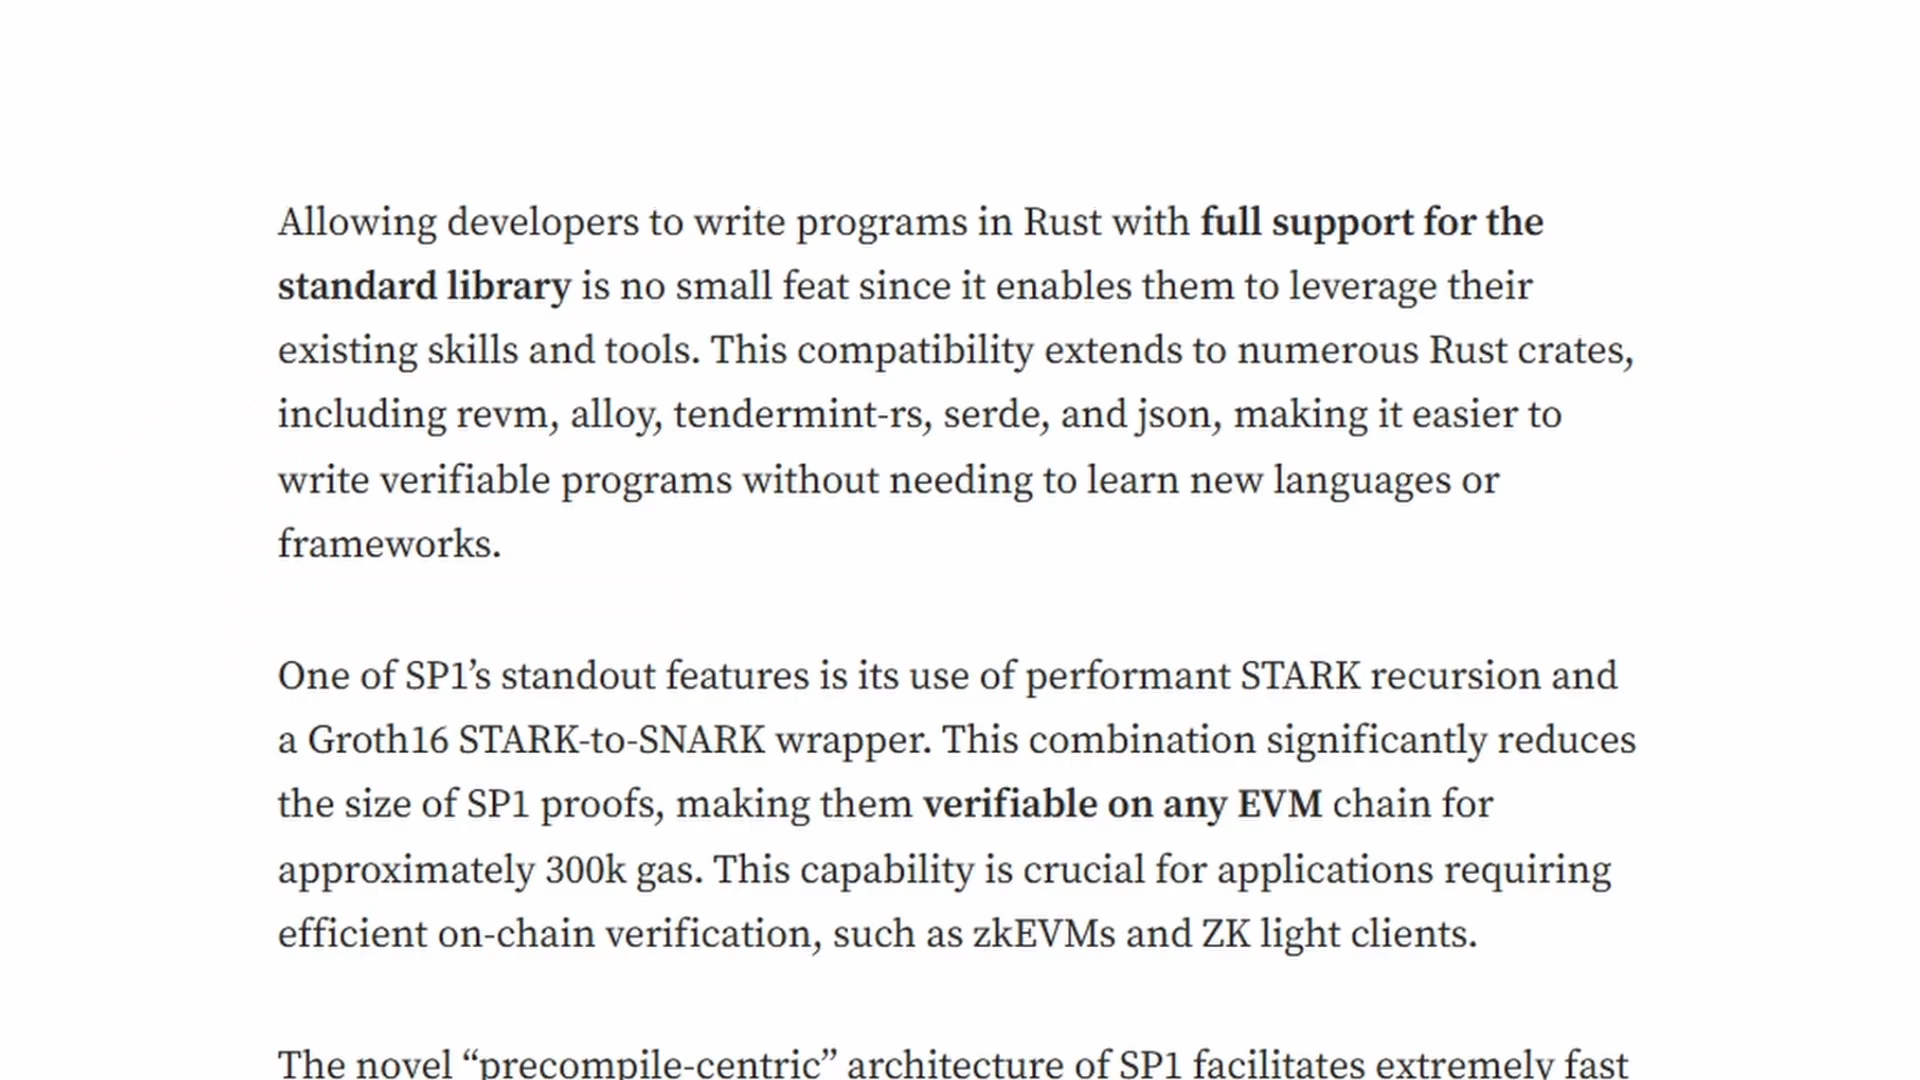 Allowing developers to write programs in Rust with full support for the
standard library is no small feat since it enables them to leverage their
existing skills and tools. This compatibility extends to numerous Rust crates,
including revm, alloy, tendermint-rs, serde, and json, making it easier to
write verifiable programs without needing to learn new languages or
frameworks.
One of SP1’s standout features is its use of performant STARK recursion and
a Groth16 STARK-to-SNARK wrapper. This combination significantly reduces
the size of SP1 proofs, making them verifiable on any EVM chain for
approximately 300k gas. This capability is crucial for applications requiring
efficient on-chain verification, such as zkEVMs and ZK light clients.
The novel “precompile-centric” architecture of SP1 facilitates extremely fast